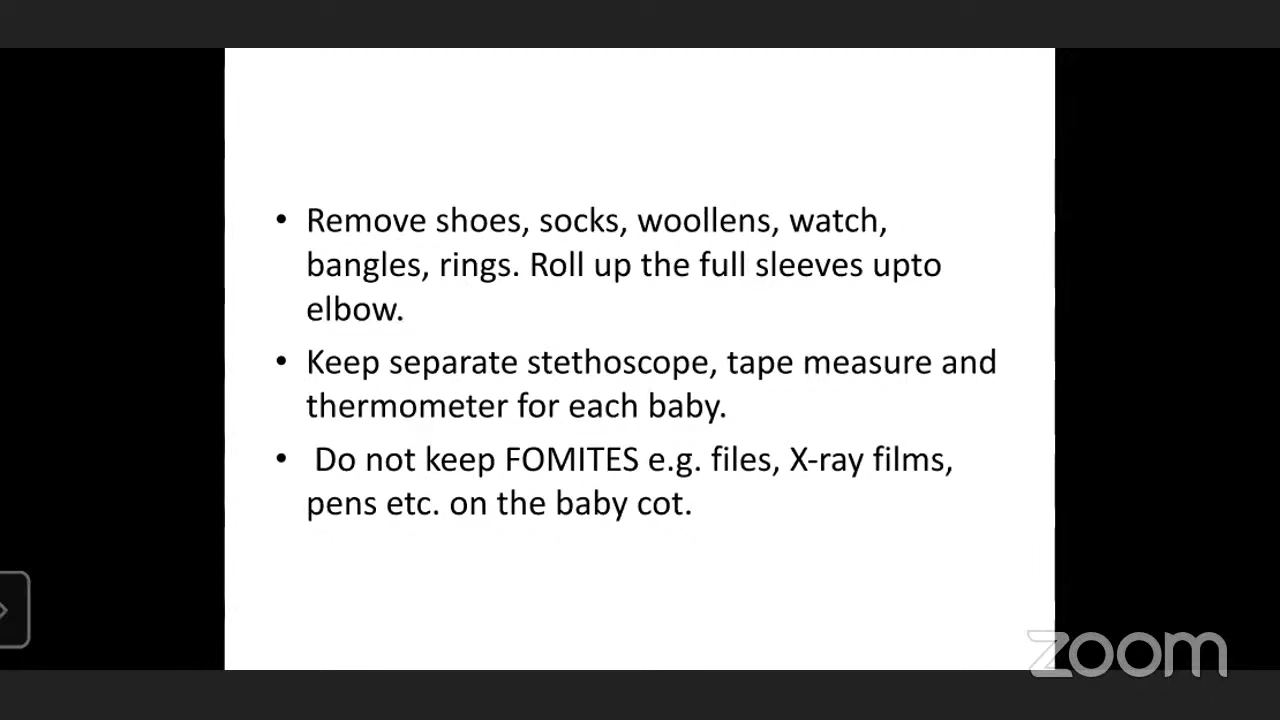 • Remove shoes, socks, woollens, watch,
bangles, rings. Roll up the full sleeves upto
elbow.
• Keep separate stethoscope, tape measure and
thermometer for each baby.
• Do not keep FOMITES e.g. files, X-ray films,
pens etc. on the baby cot.
zoom